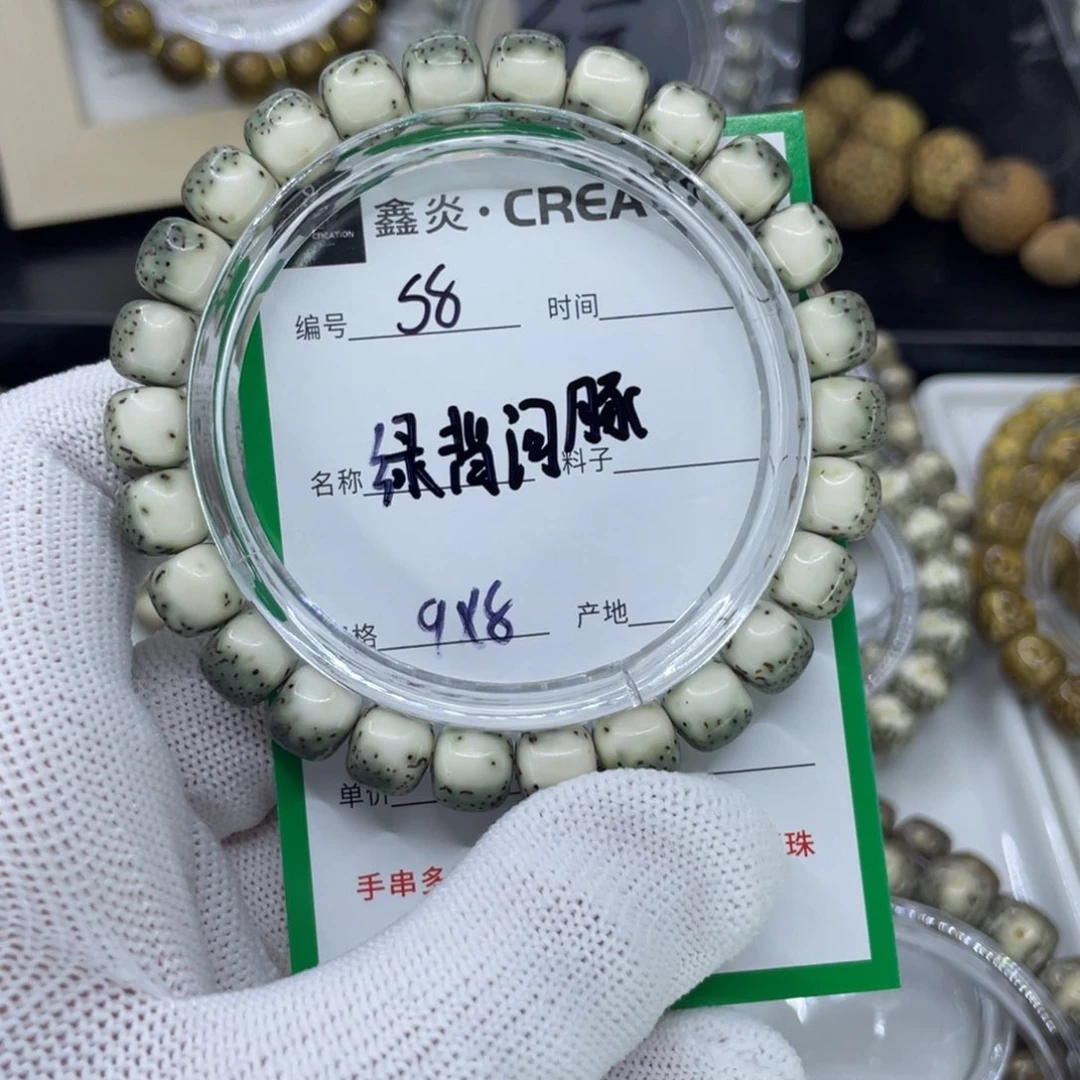 鑫炎·CREA
CREATION
编号 58 时间
名称 绿背河豚 料子
格 9X8 产地
单价
珠
手串多